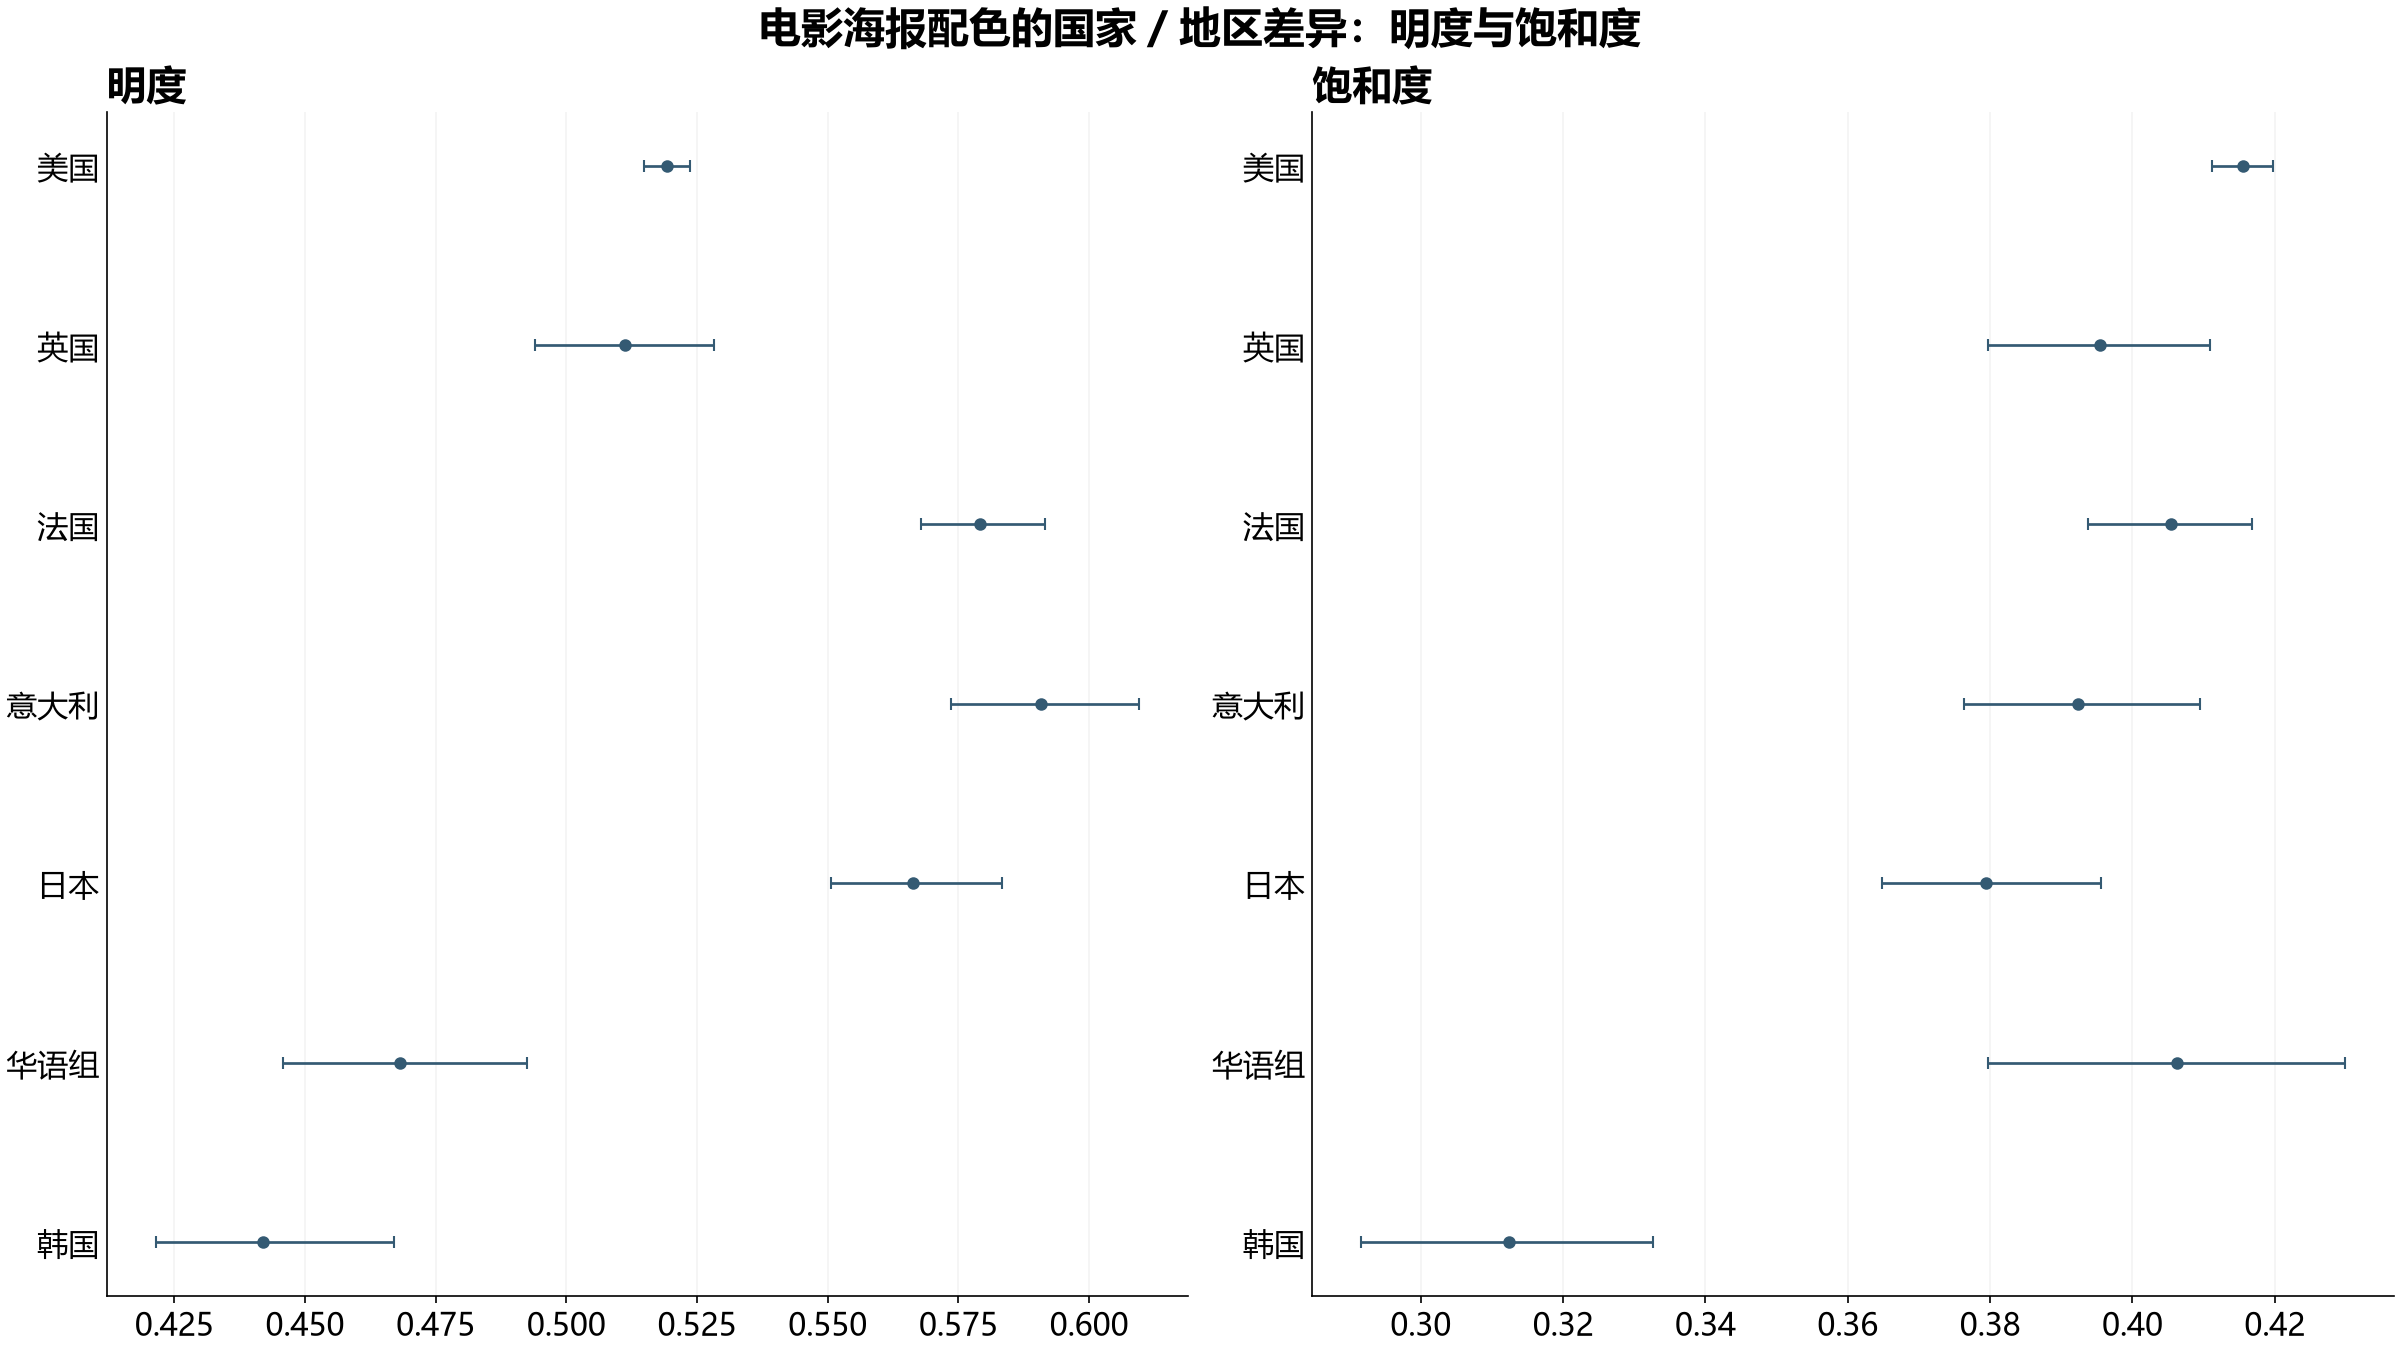 电影海报配色的国家 / 地区差异：明度与饱和度
明度
美国
英国
法国
意大利
日本
华语组
韩国
0.425 0.450 0.475 0.500 0.525 0.550 0.575 0.600
饱和度
美国
英国
法国
意大利
日本
华语组
韩国
0.30 0.32 0.34 0.36 0.38 0.40 0.42